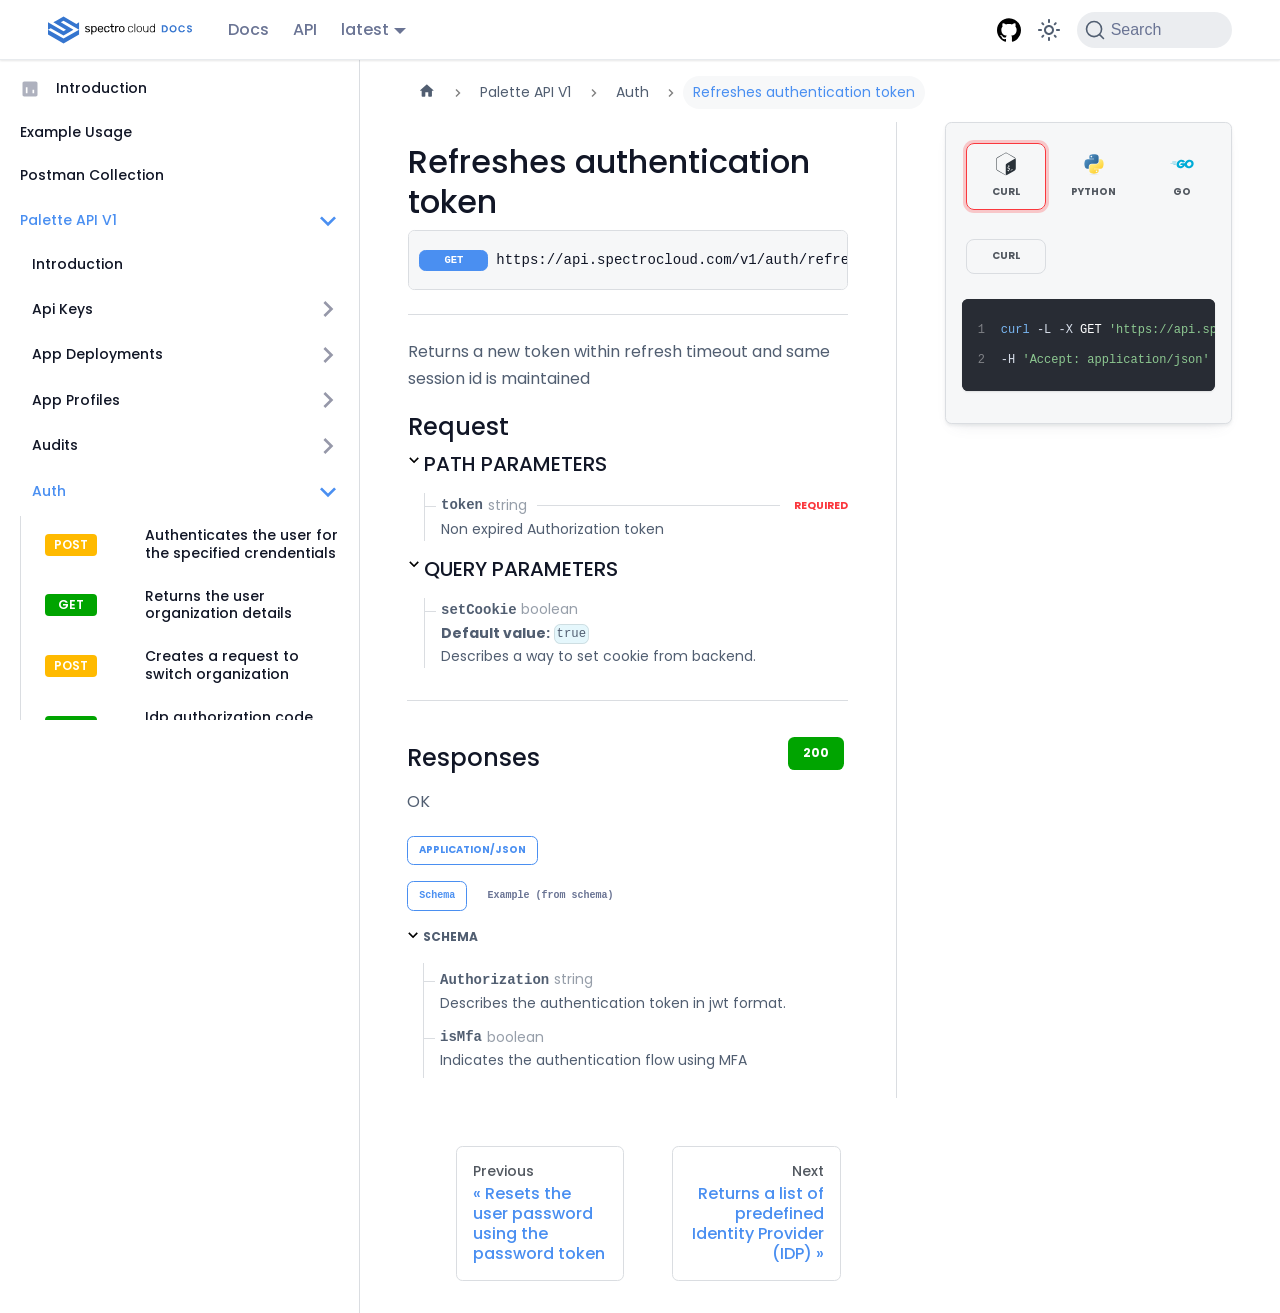 spectro cloud DOCS
Docs
API
latest
Search
Introduction
Example Usage
Postman Collection
Palette API V1
Introduction
Api Keys
App Deployments
App Profiles
Audits
Auth
POST
Authenticates the user for
the specified crendentials
GET
Returns the user
organization details
POST
Creates a request to
switch organization
Idp authorization code
Palette API V1
Auth
Refreshes authentication token
Refreshes authentication
token
GET
https://api.spectrocloud.com/v1/auth/refre
Returns a new token within refresh timeout and same
session id is maintained
Request
PATH PARAMETERS
token string
REQUIRED
Non expired Authorization token
QUERY PARAMETERS
setCookie boolean
Default value: true
Describes a way to set cookie from backend.
Responses
200
OK
APPLICATION/JSON
Schema
Example (from schema)
SCHEMA
Authorization string
Describes the authentication token in jwt format.
isMfa boolean
Indicates the authentication flow using MFA
Previous
« Resets the
user password
using the
password token
Next
Returns a list of
predefined
Identity Provider
(IDP) »
CURL
PYTHON
GO
CURL
1 curl -L -X GET 'https://api.sp
2 -H 'Accept: application/json'